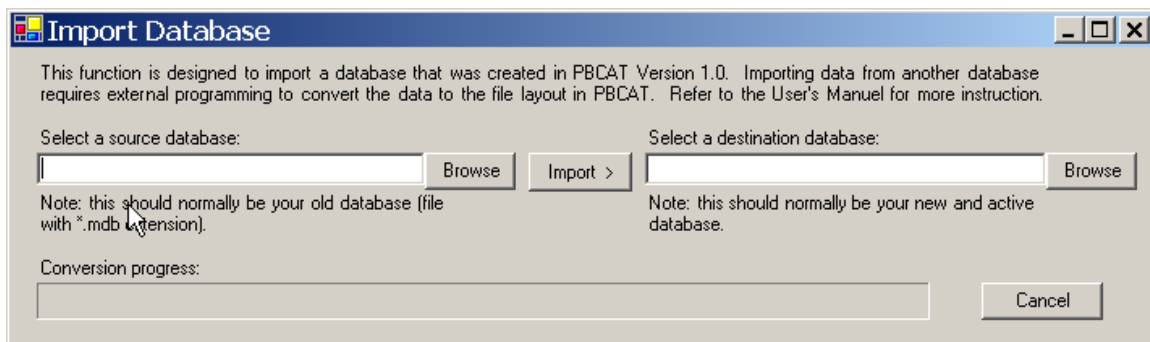 Import Database
This function is designed to import a database that was created in PBCAT Version 1.0. Importing data from another database
requires external programming to convert the data to the file layout in PBCAT. Refer to the User's Manuel for more instruction.
Select a source database:
Select a destination database:
Browse
Import >
Browse
Note: this should normally be your old database (file
with *.mdb extension).
Note: this should normally be your new and active
database.
Conversion progress:
Cancel